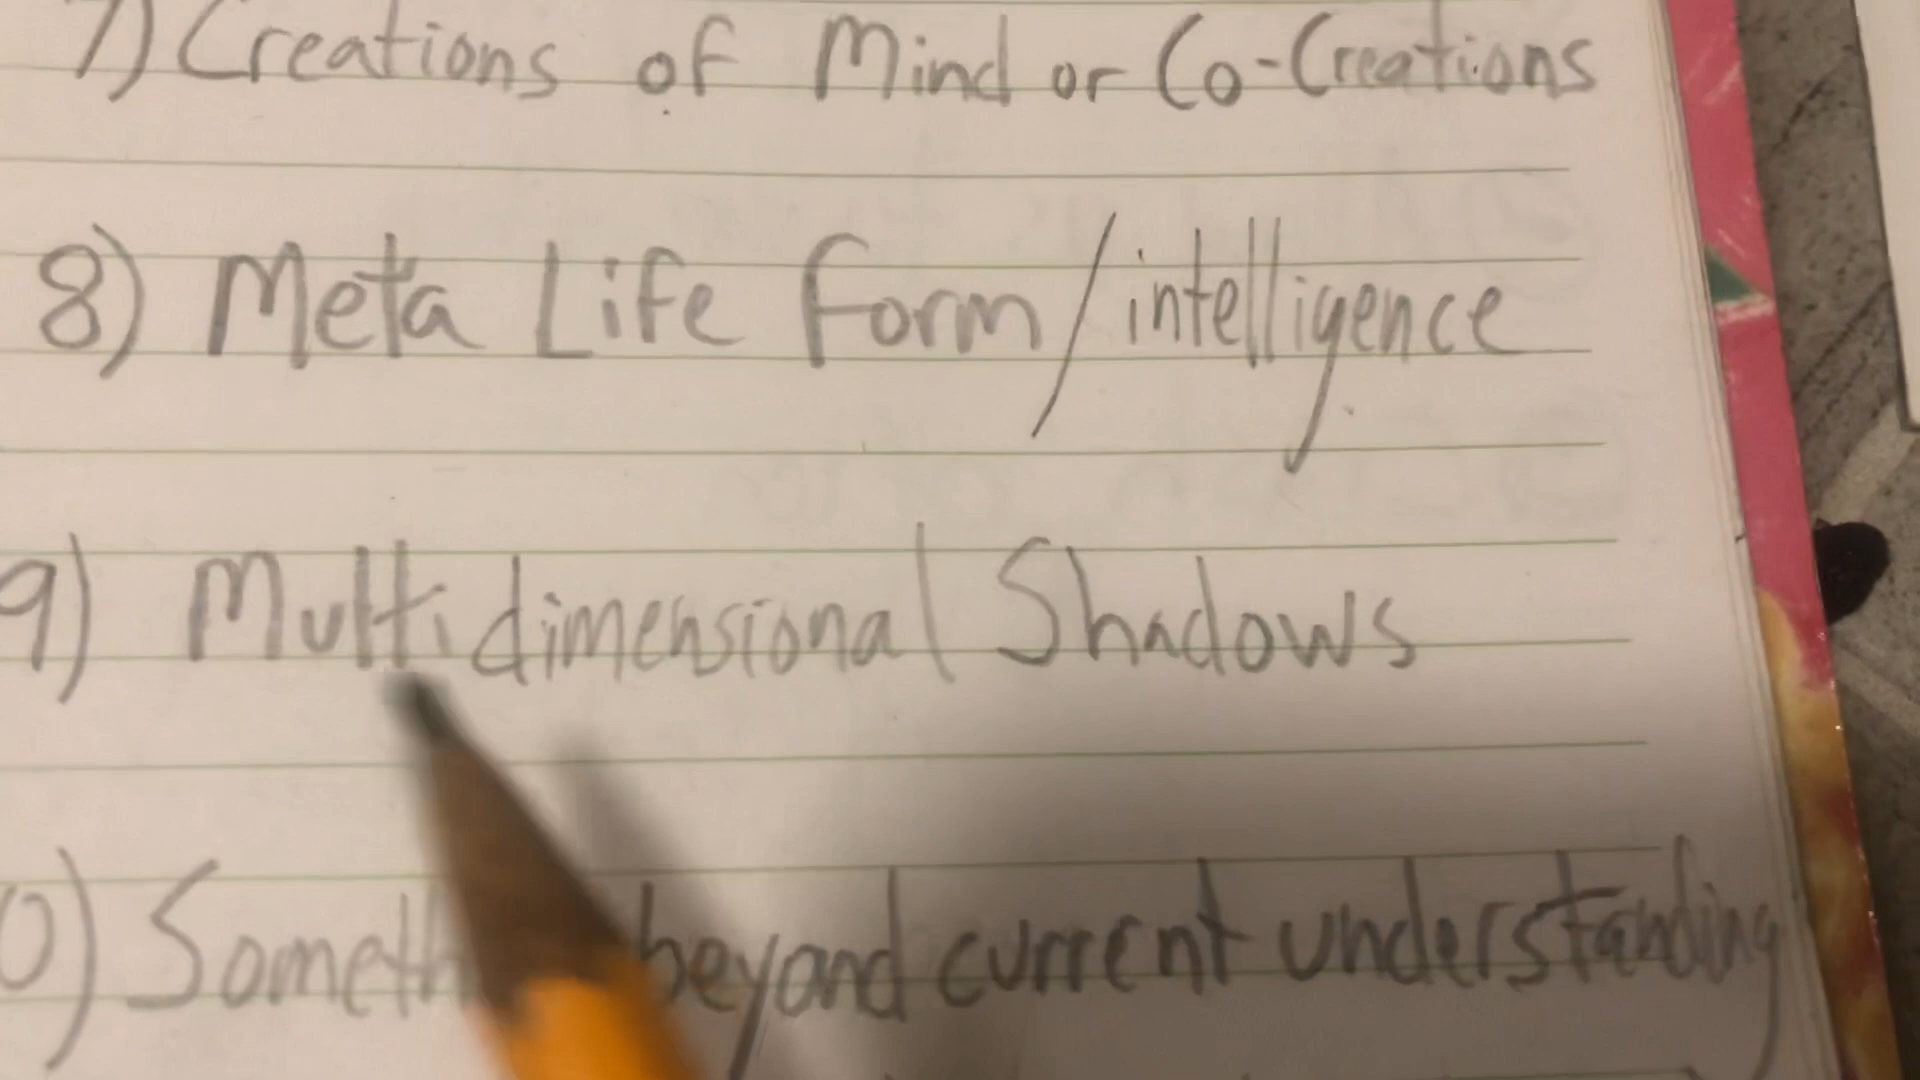 7) Creations of Mind or Co-Creations
8) Meta Life Form/intelligence
9) Multidimensional Shadows
0) Someth beyond current understanding